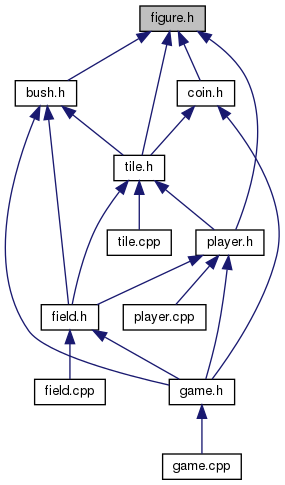 figure.h
bush.h
coin.h
tile.h
tile.cpp
player.h
field.h
player.cpp
field.cpp
game.h
game.cpp